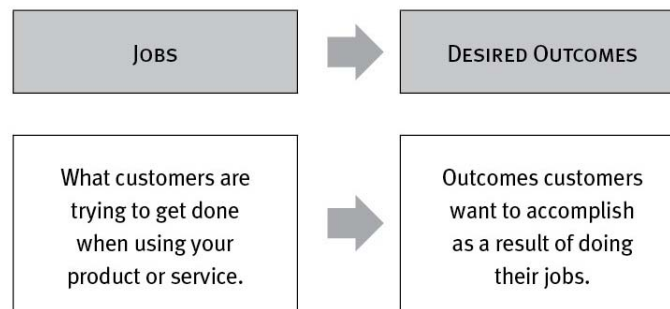 JOBS
DESIRED OUTCOMES
What customers are
trying to get done
when using your
product or service.
Outcomes customers
want to accomplish
as a result of doing
their jobs.